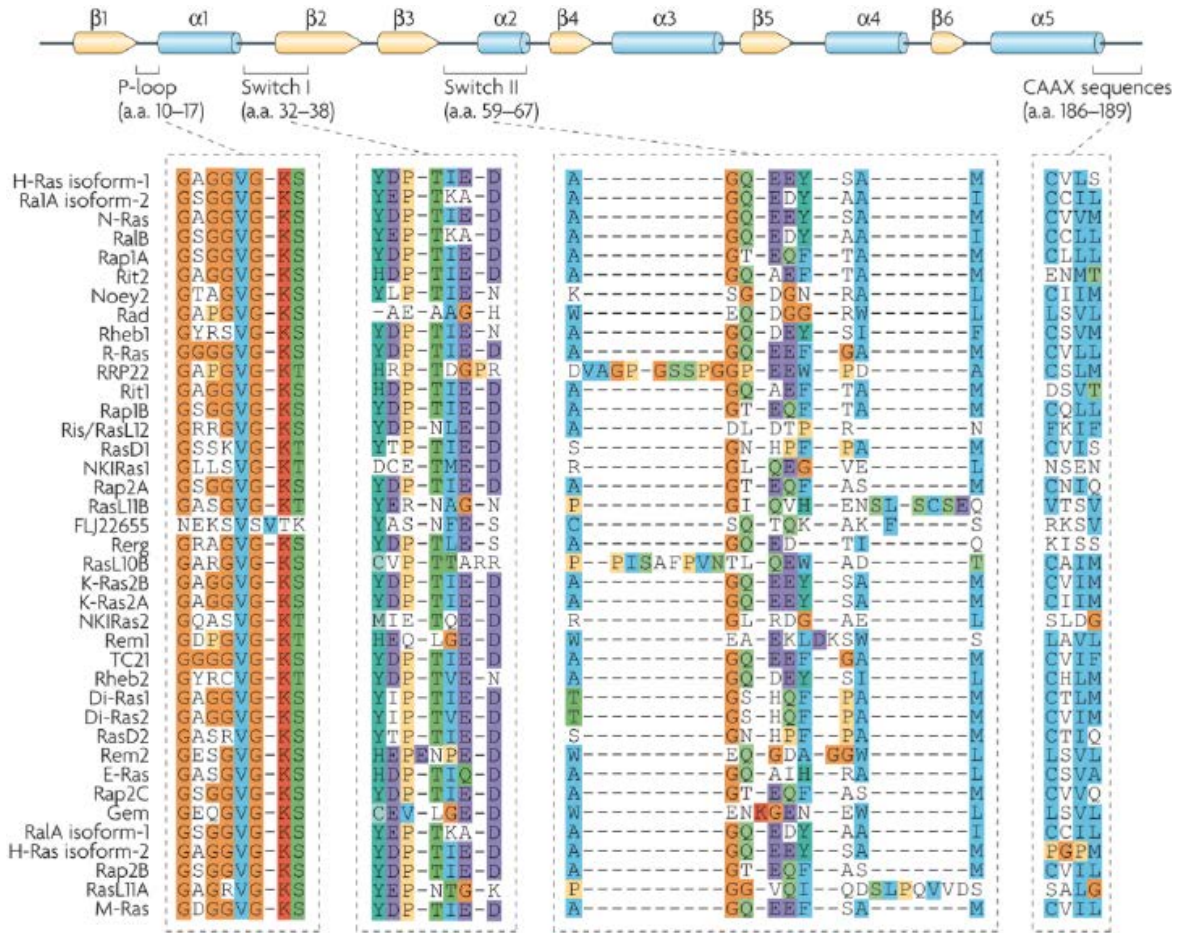 β1 α1 β2 β3 α2 β4 α3 β5 α4 β6 α5
P-loop Switch I Switch II CAAX sequences
(a.a. 10–17) (a.a. 32–38) (a.a. 59–67) (a.a. 186–189)
H-Ras isoform-1 GAGGVG-KS YDP-TIE-D A----------GQ-EEY--SA-------M CVLS
RalA isoform-2 GSGGVG-KS YEP-TKA-D A----------GQ-EDY--AA-------I CCIL
N-Ras GAGGVG-KS YDP-TIE-D A----------GQ-EEY--SA-------M CVVM
RalB GSGGVG-KS YEP-TKA-D A----------GQ-EDY--AA-------I CCLL
Rap1A GSGGVG-KS YDP-TIE-D A----------GT-EQF--TA-------M CLLL
Rit2 GAGGVG-KS HDP-TIE-D A----------GQ-AEF--TA-------M ENMT
Noey2 GTAGVG-KS YLP-TIE-N K----------SG-DGN--RA-------L CIIM
Rad GAPGVG-KS -AE-AAG-H W----------EQ-DGG--RW-------L LSVL
Rheb1 GYRSVG-KS YDP-TIE-N A----------GQ-DEY--SI-------F CSVM
R-Ras GGGGVG-KS YDP-TIE-D A----------GQ-EEF--GA-------M CVLL
RRP22 GAPGVG-KT HRP-TDGPR DVAGP-GSSPGGP-EEW--PD-------A CSLM
Rit1 GAGGVG-KS HDP-TIE-D A----------GQ-AEF--TA-------M DSVT
Rap1B GSGGVG-KS YDP-TIE-D A----------GT-EQF--TA-------M CQLL
Ris/RasL12 GRRGVG-KS YDP-NLE-D A----------DL-DTP--R--------N FKIF
RasD1 GSSKVG-KT YTP-TIE-D S----------GN-HPF--PA-------M CVIS
NKIRas1 GLLSVG-KT DCE-TME-D R----------GL-QEG--VE-------L NSEN
Rap2A GSGGVG-KS YDP-TIE-D A----------GT-EQF--AS-------M CNIQ
RasL11B GASGVG-KT YER-NAG-N P----------GI-QVH--ENSL-SCSEQ VTSV
FLJ22655 NEKSVSVTK YAS-NFE-S C----------SQ-TQK--AK-F-----S RKSV
Rerg GRAGVG-KS YDP-TLE-S A----------GQ-ED---TI-------Q KISS
RasL10B GARGVG-KS CVP-TTARR P--PISAFPVNTL-QEW--AD-------T CAIM
K-Ras2B GAGGVG-KS YDP-TIE-D A----------GQ-EEY--SA-------M CVIM
K-Ras2A GAGGVG-KS YDP-TIE-D A----------GQ-EEY--SA-------M CIIM
NKIRas2 GQASVG-KT MIE-TQE-D R----------GL-RDG--AE-------L SLDG
Rem1 GDPGVG-KT HEQ-LGE-D W----------EA-EKLDKSW-------S LAVL
TC21 GGGGVG-KS YDP-TIE-D A----------GQ-EEF--GA-------M CVIF
Rheb2 GYRCVG-KT YDP-TVE-N A----------GQ-DEY--SI-------L CHLM
Di-Ras1 GAGGVG-KS YIP-TIE-D T----------GS-HQF--PA-------M CTLM
Di-Ras2 GAGGVG-KS YIP-TVE-D T----------GS-HQF--PA-------M CVIM
RasD2 GASRVG-KS YTP-TIE-D S----------GN-HPF--PA-------M CTIQ
Rem2 GESGVG-KS HEPENPE-D W----------EQ-GDA-GGW-------L LSVL
E-Ras GASGVG-KS HDP-TIQ-D A----------GQ-AIH--RA-------L CSVA
Rap2C GSGGVG-KS YDP-TIE-D A----------GT-EQF--AS-------M CVVQ
Gem GEQGVG-KS CEV-LGE-D W----------ENKGEN--EW-------L LSVL
RalA isoform-1 GSGGVG-KS YEP-TKA-D A----------GQ-EDY--AA-------I CCIL
H-Ras isoform-2 GAGGVG-KS YDP-TIE-D A----------GQ-EEY--SA-------M PGPM
Rap2B GSGGVG-KS YDP-TIE-D A----------GT-EQF--AS-------M CVIL
RasL11A GAGRVG-KS YEP-NTG-K P----------GG-VQI--QDSLPQVVDS SALG
M-Ras GDGGVG-KS YDP-TIE-D A----------GQ-EEF--SA-------M CVIL